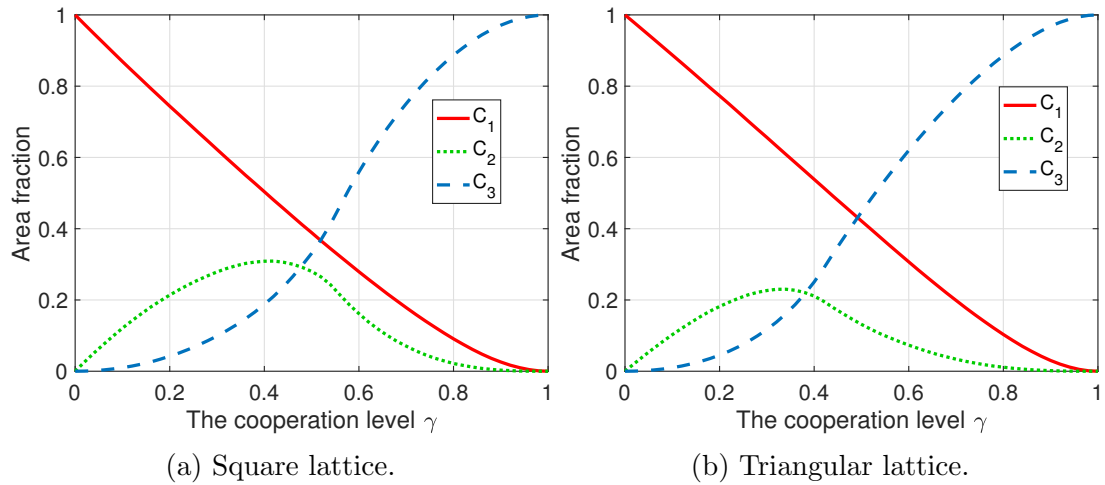 Area fraction
1
0.8
0.6
0.4
0.2
0
0 0.2 0.4 0.6 0.8 1
The cooperation level γ
C1
C2
C3
(a) Square lattice.
Area fraction
1
0.8
0.6
0.4
0.2
0
0 0.2 0.4 0.6 0.8 1
The cooperation level γ
C1
C2
C3
(b) Triangular lattice.